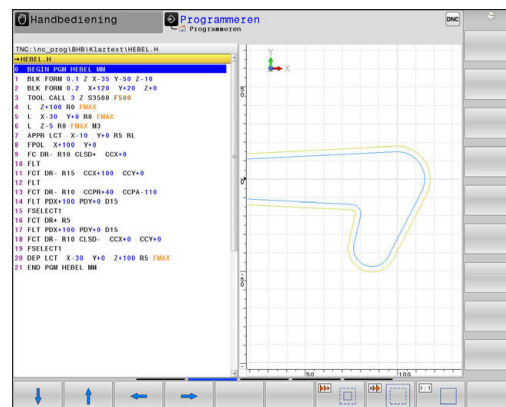 Handbediening
Programmeren
Programmeren
DNC
TNC:\nc_prog\BHB\Klartext\HEBEL.H
→HEBEL.H
0 BEGIN PGM HEBEL MM
1 BLK FORM 0.1 Z X-35 Y-50 Z-10
2 BLK FORM 0.2 X+120 Y+20 Z+0
3 TOOL CALL 3 Z S3500 F500
4 L Z+100 R0 FMAX
5 L X-30 Y+0 R0 FMAX
6 L Z-5 R0 FMAX M3
7 APPR LCT X-10 Y+0 R5 RL
8 FPOL X+100 Y+0
9 FC DR- R10 CLSD+ CCX+0
10 FLT
11 FCT DR- R15 CCX+100 CCY+0
12 FLT
13 FCT DR- R10 CCPR+40 CCPA-110
14 FLT PDX+100 PDY+0 D15
15 FSELECT1
16 FCT DR+ R5
17 FLT PDX+100 PDY+0 D15
18 FCT DR- R10 CLSD- CCX+0 CCY+0
19 FSELECT1
20 DEP LCT X-30 Y+0 Z+100 R5 FMAX
21 END PGM HEBEL MM
Y
X
50
0
-50
50
100
1:1